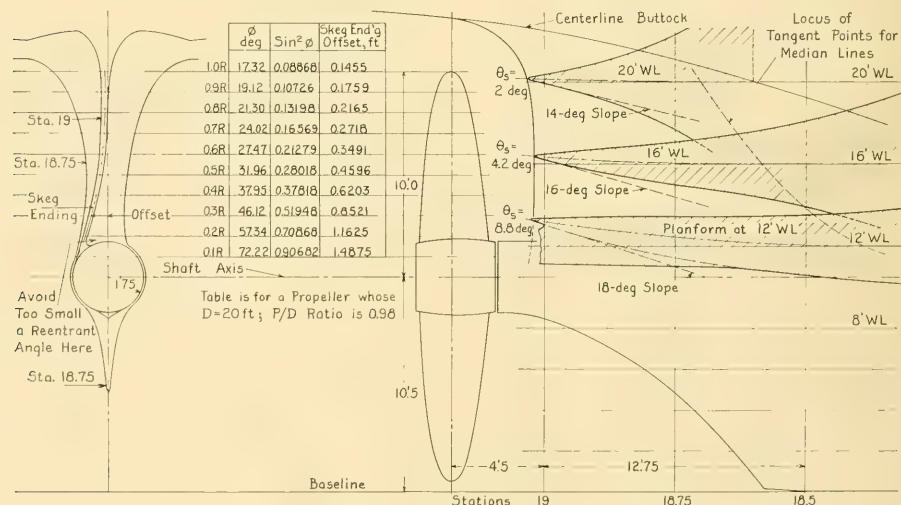 Centerline Buttock
Locus of
Tangent Points for
Median Lines
ø
deg
Sin²ø
Skeg End'g
Offset, ft
1.0R 17.32 0.08868 0.1455
0.9R 19.12 0.10726 0.1759
0.8R 21.30 0.13198 0.2165
0.7R 24.02 0.16569 0.2718
0.6R 27.47 0.21279 0.3491
0.5R 31.96 0.28018 0.4596
0.4R 37.95 0.37818 0.6203
0.3R 46.12 0.51948 0.8521
0.2R 57.34 0.70868 1.1625
0.1R 72.22 0.90682 1.4875
θs=
2 deg
20' WL
20' WL
14-deg Slope
Sta. 19
Sta. 18.75
θs=
4.2 deg
16' WL
16' WL
16-deg Slope
10'.0
Skeg
Ending
Offset
θs=
8.8 deg
Planform at 12' WL
12' WL
Shaft Axis
1'.75
18-deg Slope
Avoid
Too Small
a Reentrant
Angle Here
Table is for a Propeller whose
D=20 ft; P/D Ratio is 0.98
8' WL
Sta. 18.75
10'.5
4'.5
12'.75
Baseline
Stations 19 18.75 18.5